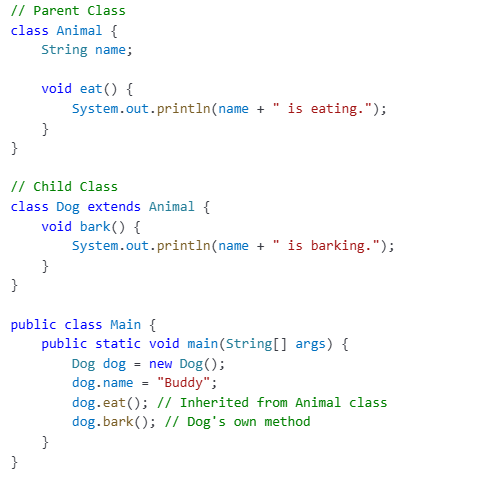 // Parent Class
class Animal {
    String name;

    void eat() {
        System.out.println(name + " is eating.");
    }
}

// Child Class
class Dog extends Animal {
    void bark() {
        System.out.println(name + " is barking.");
    }
}

public class Main {
    public static void main(String[] args) {
        Dog dog = new Dog();
        dog.name = "Buddy";
        dog.eat(); // Inherited from Animal class
        dog.bark(); // Dog's own method
    }
}